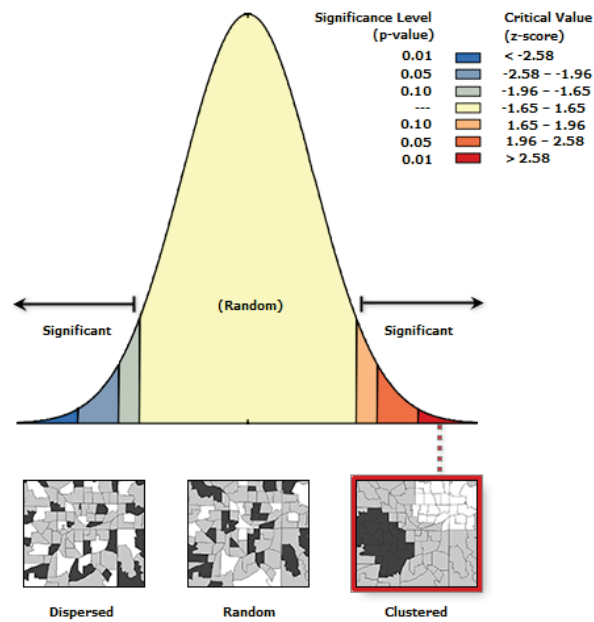 Significance Level (p-value)
Critical Value (z-score)
0.01 < -2.58
0.05 -2.58 – -1.96
0.10 -1.96 – -1.65
--- -1.65 – 1.65
0.10 1.65 – 1.96
0.05 1.96 – 2.58
0.01 > 2.58
(Random)
Significant
Significant
Dispersed
Random
Clustered